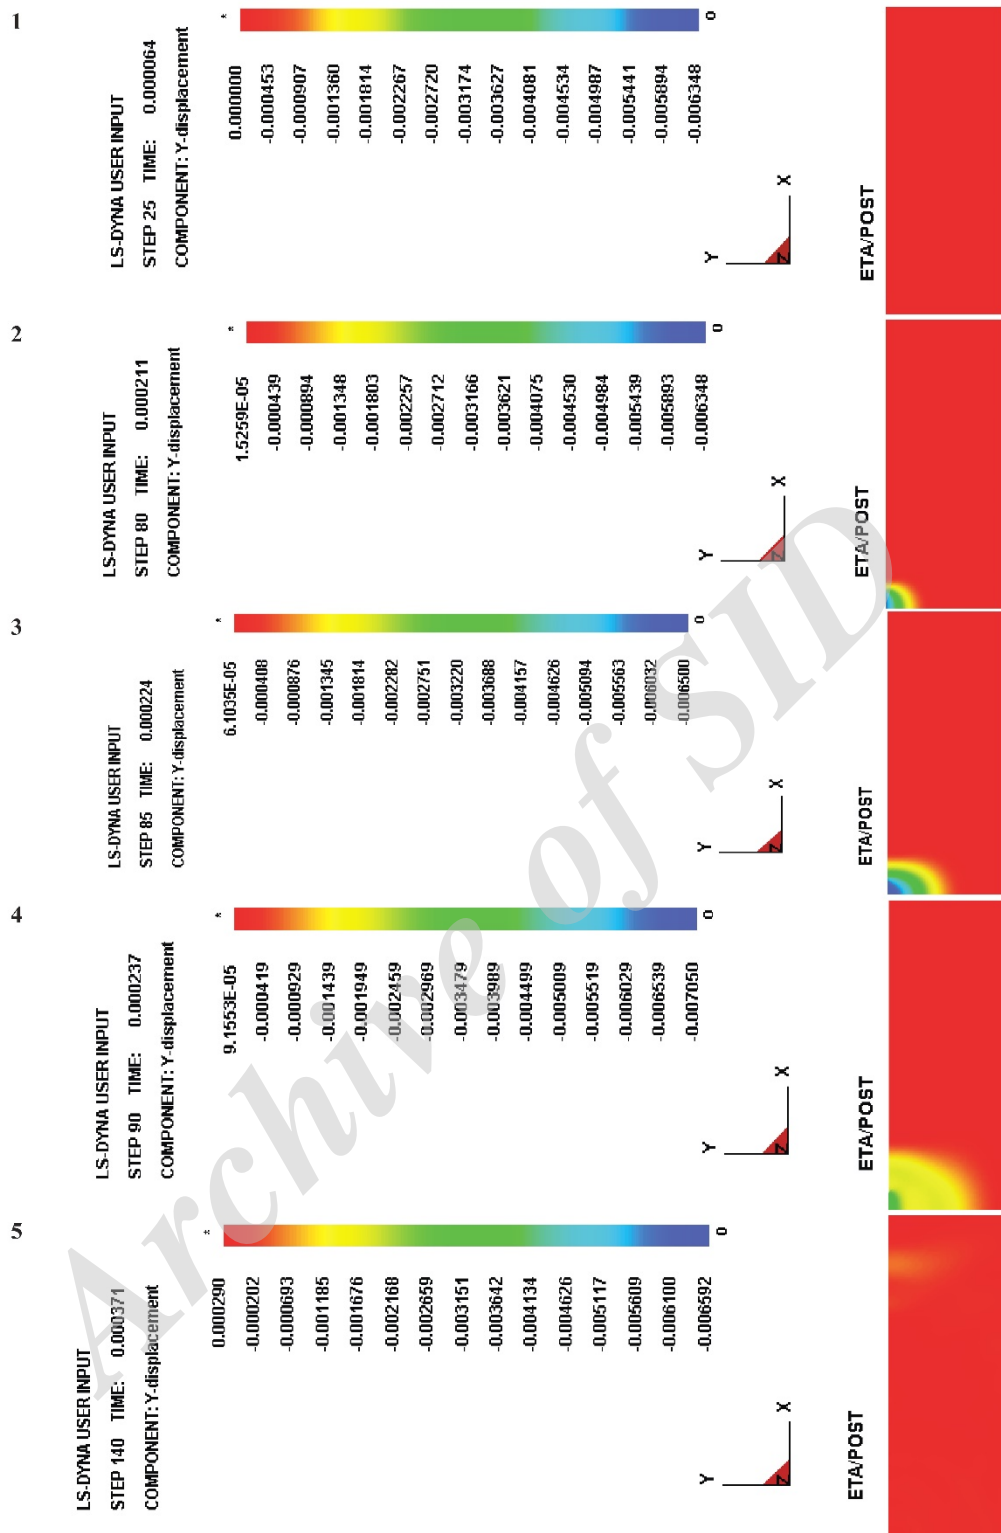 1
LS-DYNA USER INPUT
STEP 25 TIME: 0.000064
COMPONENT: Y-displacement
*
0.000000
-0.000453
-0.000907
-0.001360
-0.001814
-0.002267
-0.002720
-0.003174
-0.003627
-0.004081
-0.004534
-0.004987
-0.005441
-0.005894
-0.006348
0
Y
Z
X
ETA/POST
2
LS-DYNA USER INPUT
STEP 80 TIME: 0.000211
COMPONENT: Y-displacement
*
1.5259E-05
-0.000439
-0.000894
-0.001348
-0.001803
-0.002257
-0.002712
-0.003166
-0.003621
-0.004075
-0.004530
-0.004984
-0.005439
-0.005893
-0.006348
0
Y
Z
X
ETA/POST
3
LS-DYNA USER INPUT
STEP 85 TIME: 0.000224
COMPONENT: Y-displacement
*
6.1035E-05
-0.000408
-0.000876
-0.001345
-0.001814
-0.002282
-0.002751
-0.003220
-0.003688
-0.004157
-0.004626
-0.005094
-0.005563
-0.006032
-0.006500
0
Y
Z
X
ETA/POST
4
LS-DYNA USER INPUT
STEP 90 TIME: 0.000237
COMPONENT: Y-displacement
*
9.1553E-05
-0.000419
-0.000929
-0.001439
-0.001949
-0.002459
-0.002969
-0.003479
-0.003989
-0.004499
-0.005009
-0.005519
-0.006029
-0.006539
-0.007050
0
Y
Z
X
ETA/POST
5
LS-DYNA USER INPUT
STEP 140 TIME: 0.000371
COMPONENT: Y-displacement
*
0.000290
-0.000202
-0.000693
-0.001185
-0.001676
-0.002168
-0.002659
-0.003151
-0.003642
-0.004134
-0.004626
-0.005117
-0.005609
-0.006100
-0.006592
0
Y
Z
X
ETA/POST
Archive of SID